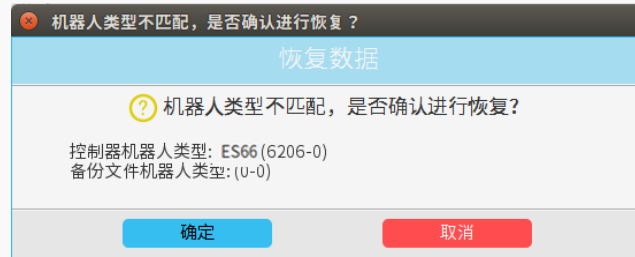 机器人类型不匹配，是否确认进行恢复？
恢复数据
机器人类型不匹配，是否确认进行恢复?
控制器机器人类型: ES66(6206-0)
备份文件机器人类型:(0-0)
确定
取消